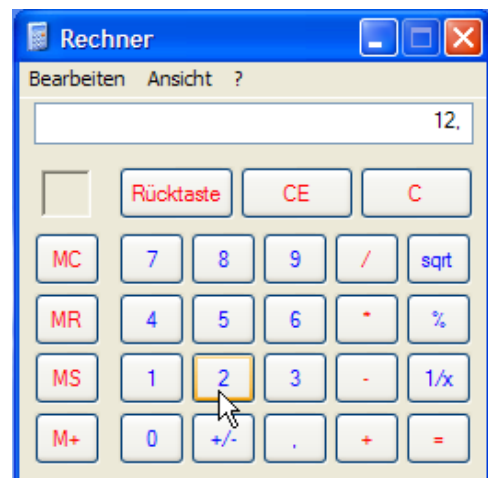 Rechner
Bearbeiten Ansicht ?
12,
Rücktaste CE C
MC 7 8 9 / sqrt
MR 4 5 6 * %
MS 1 2 3 - 1/x
M+ 0 +/- , + =